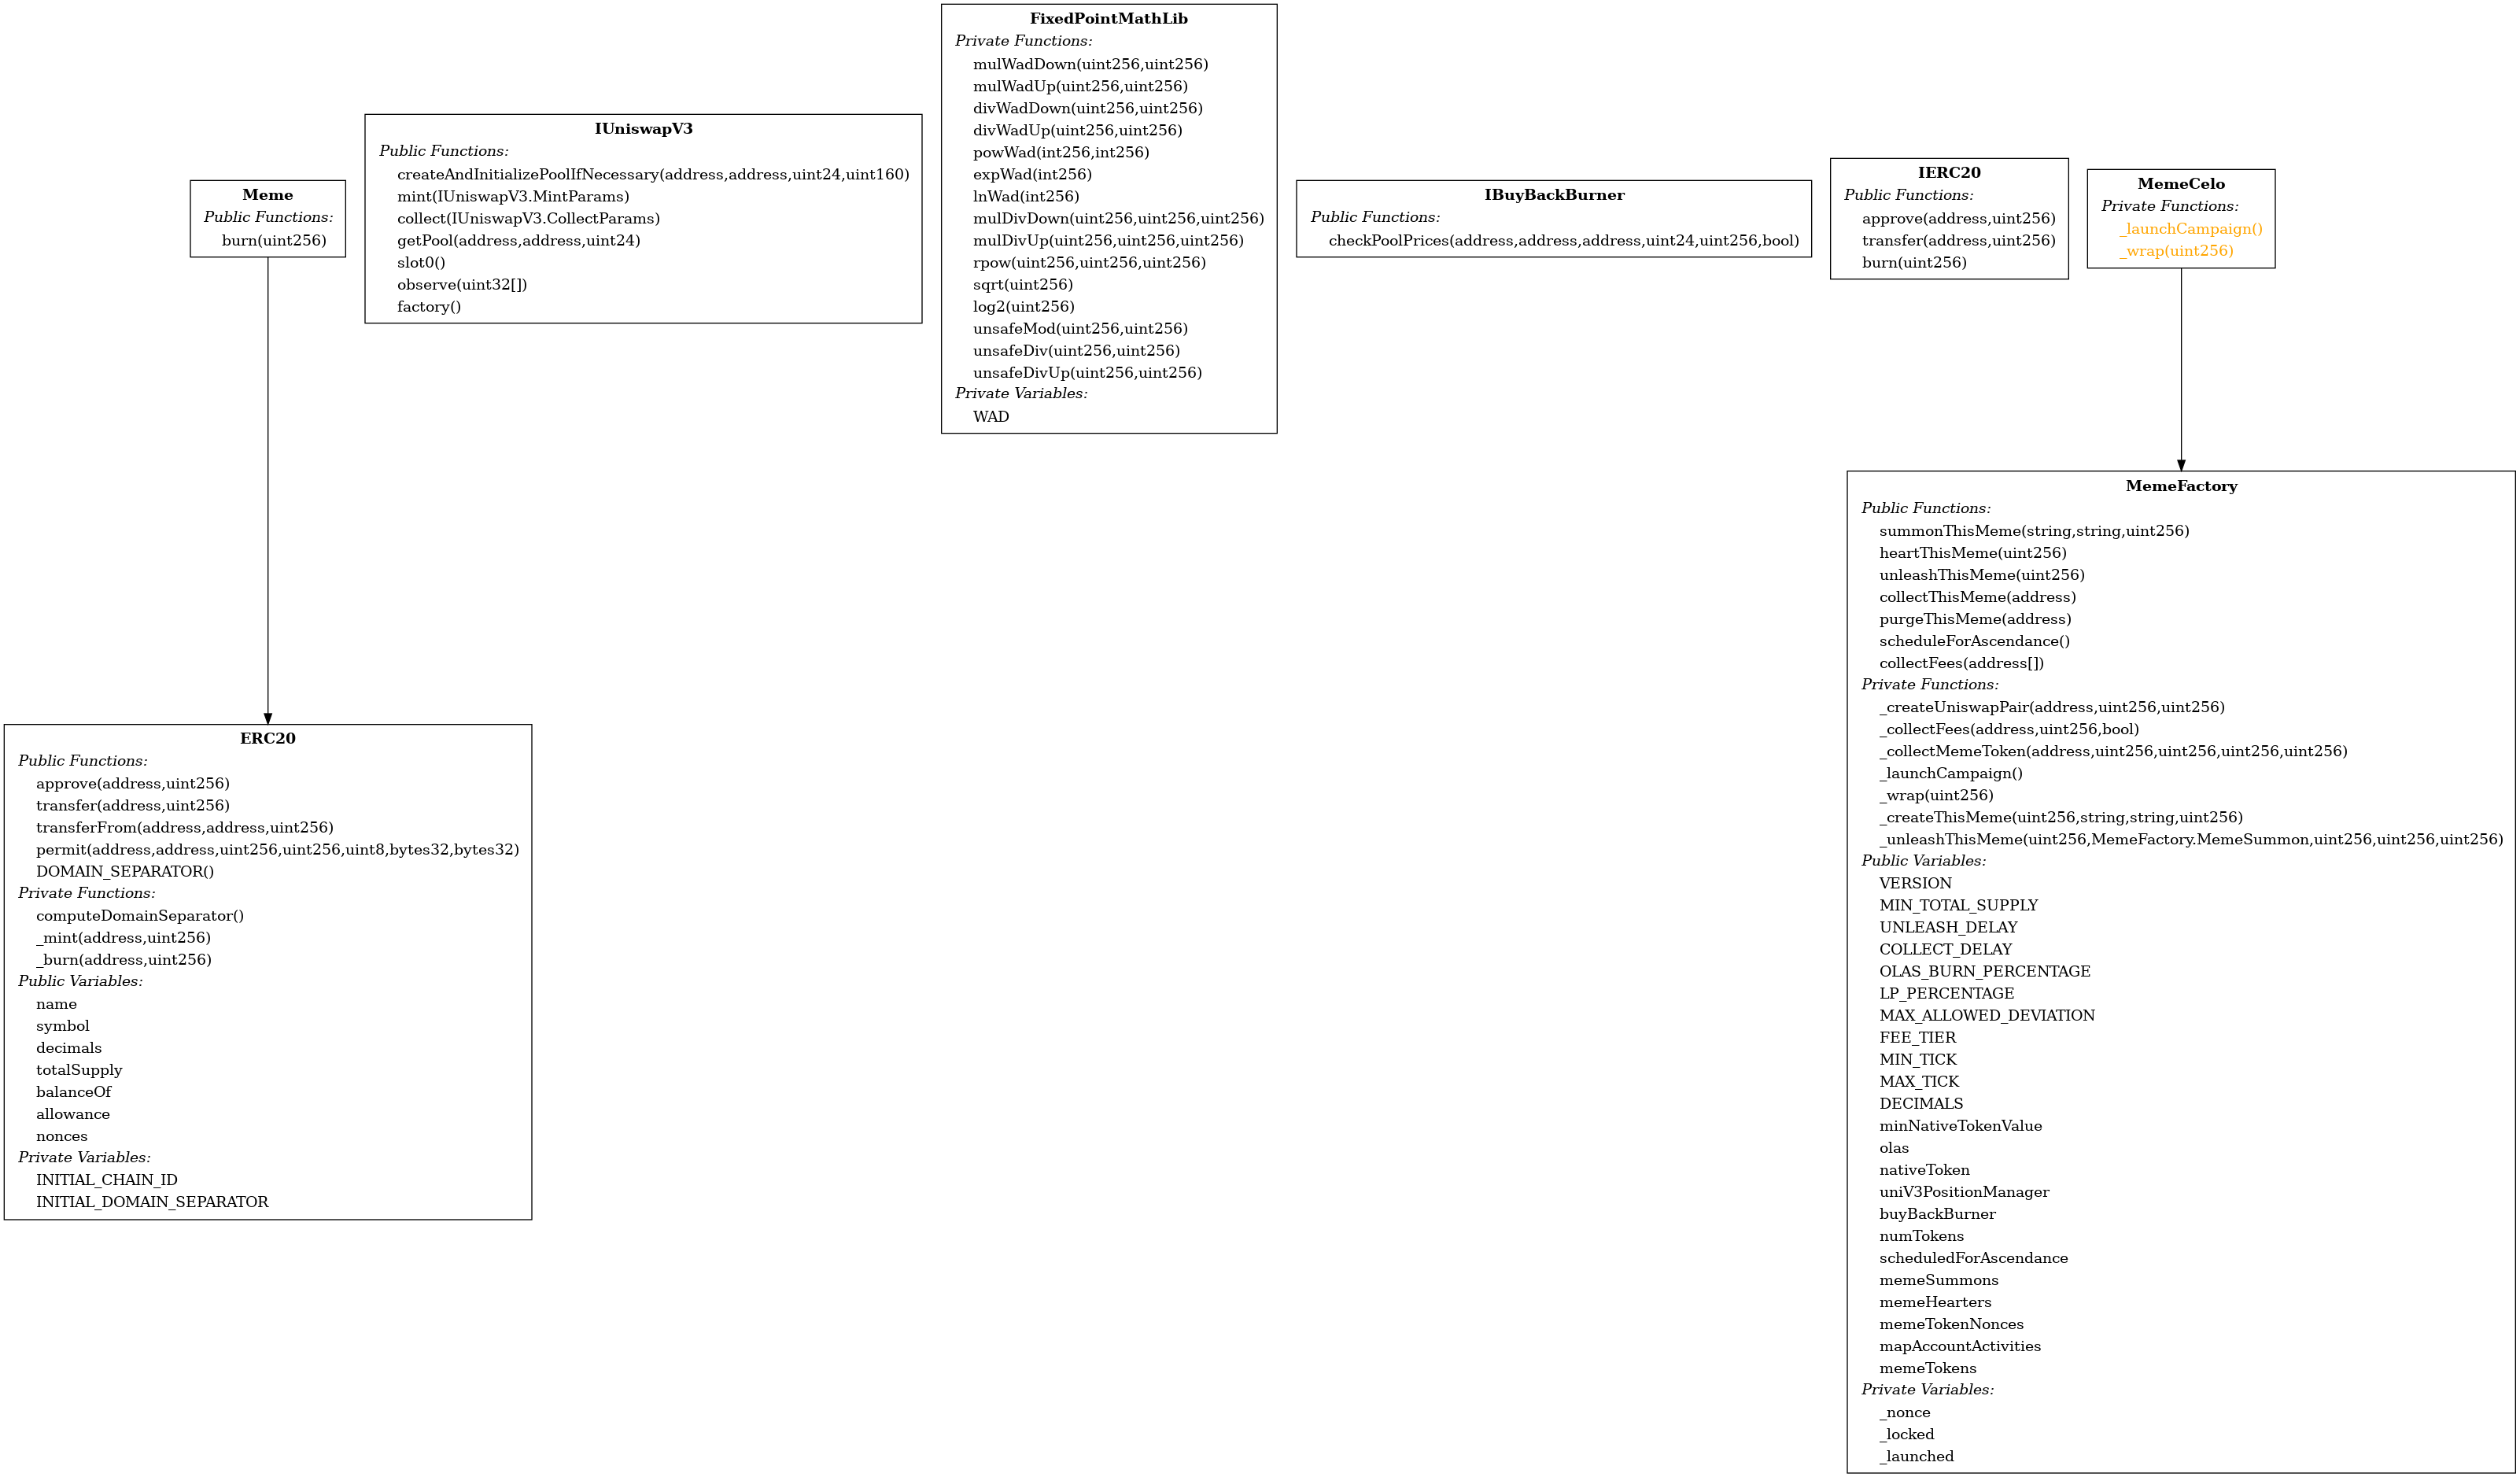 Meme
Public Functions:
burn(uint256)
IUniswapV3
Public Functions:
createAndInitializePoolIfNecessary(address,address,uint24,uint160)
mint(IUniswapV3.MintParams)
collect(IUniswapV3.CollectParams)
getPool(address,address,uint24)
slot0()
observe(uint32[])
factory()
FixedPointMathLib
Private Functions:
mulWadDown(uint256,uint256)
mulWadUp(uint256,uint256)
divWadDown(uint256,uint256)
divWadUp(uint256,uint256)
powWad(int256,int256)
expWad(int256)
lnWad(int256)
mulDivDown(uint256,uint256,uint256)
mulDivUp(uint256,uint256,uint256)
rpow(uint256,uint256,uint256)
sqrt(uint256)
log2(uint256)
unsafeMod(uint256,uint256)
unsafeDiv(uint256,uint256)
unsafeDivUp(uint256,uint256)
Private Variables:
WAD
IBuyBackBurner
Public Functions:
checkPoolPrices(address,address,address,uint24,uint256,bool)
IERC20
Public Functions:
approve(address,uint256)
transfer(address,uint256)
burn(uint256)
MemeCelo
Private Functions:
_launchCampaign()
_wrap(uint256)
ERC20
Public Functions:
approve(address,uint256)
transfer(address,uint256)
transferFrom(address,address,uint256)
permit(address,address,uint256,uint256,uint8,bytes32,bytes32)
DOMAIN_SEPARATOR()
Private Functions:
computeDomainSeparator()
_mint(address,uint256)
_burn(address,uint256)
Public Variables:
name
symbol
decimals
totalSupply
balanceOf
allowance
nonces
Private Variables:
INITIAL_CHAIN_ID
INITIAL_DOMAIN_SEPARATOR
MemeFactory
Public Functions:
summonThisMeme(string,string,uint256)
heartThisMeme(uint256)
unleashThisMeme(uint256)
collectThisMeme(address)
purgeThisMeme(address)
scheduleForAscendance()
collectFees(address[])
Private Functions:
_createUniswapPair(address,uint256,uint256)
_collectFees(address,uint256,bool)
_collectMemeToken(address,uint256,uint256,uint256,uint256)
_launchCampaign()
_wrap(uint256)
_createThisMeme(uint256,string,string,uint256)
_unleashThisMeme(uint256,MemeFactory.MemeSummon,uint256,uint256,uint256)
Public Variables:
VERSION
MIN_TOTAL_SUPPLY
UNLEASH_DELAY
COLLECT_DELAY
OLAS_BURN_PERCENTAGE
LP_PERCENTAGE
MAX_ALLOWED_DEVIATION
FEE_TIER
MIN_TICK
MAX_TICK
DECIMALS
minNativeTokenValue
olas
nativeToken
uniV3PositionManager
buyBackBurner
numTokens
scheduledForAscendance
memeSummons
memeHearters
memeTokenNonces
mapAccountActivities
memeTokens
Private Variables:
_nonce
_locked
_launched